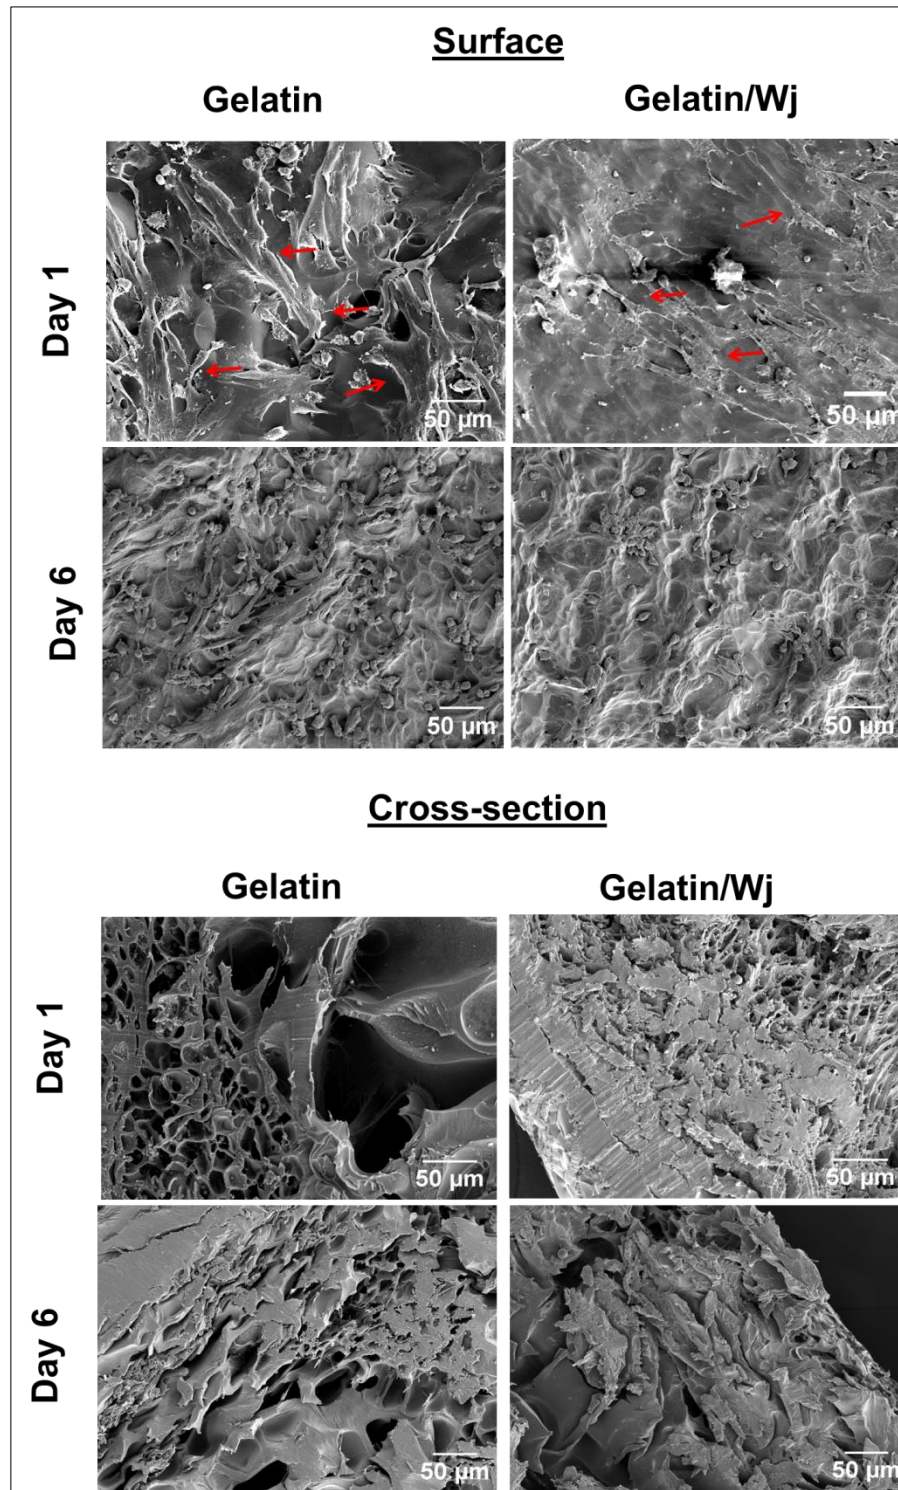 Surface
Gelatin Gelatin/Wj
Day 1
50 µm 50 µm
Day 6
50 µm 50 µm
Cross-section
Gelatin Gelatin/Wj
Day 1
50 µm 50 µm
Day 6
50 µm 50 µm